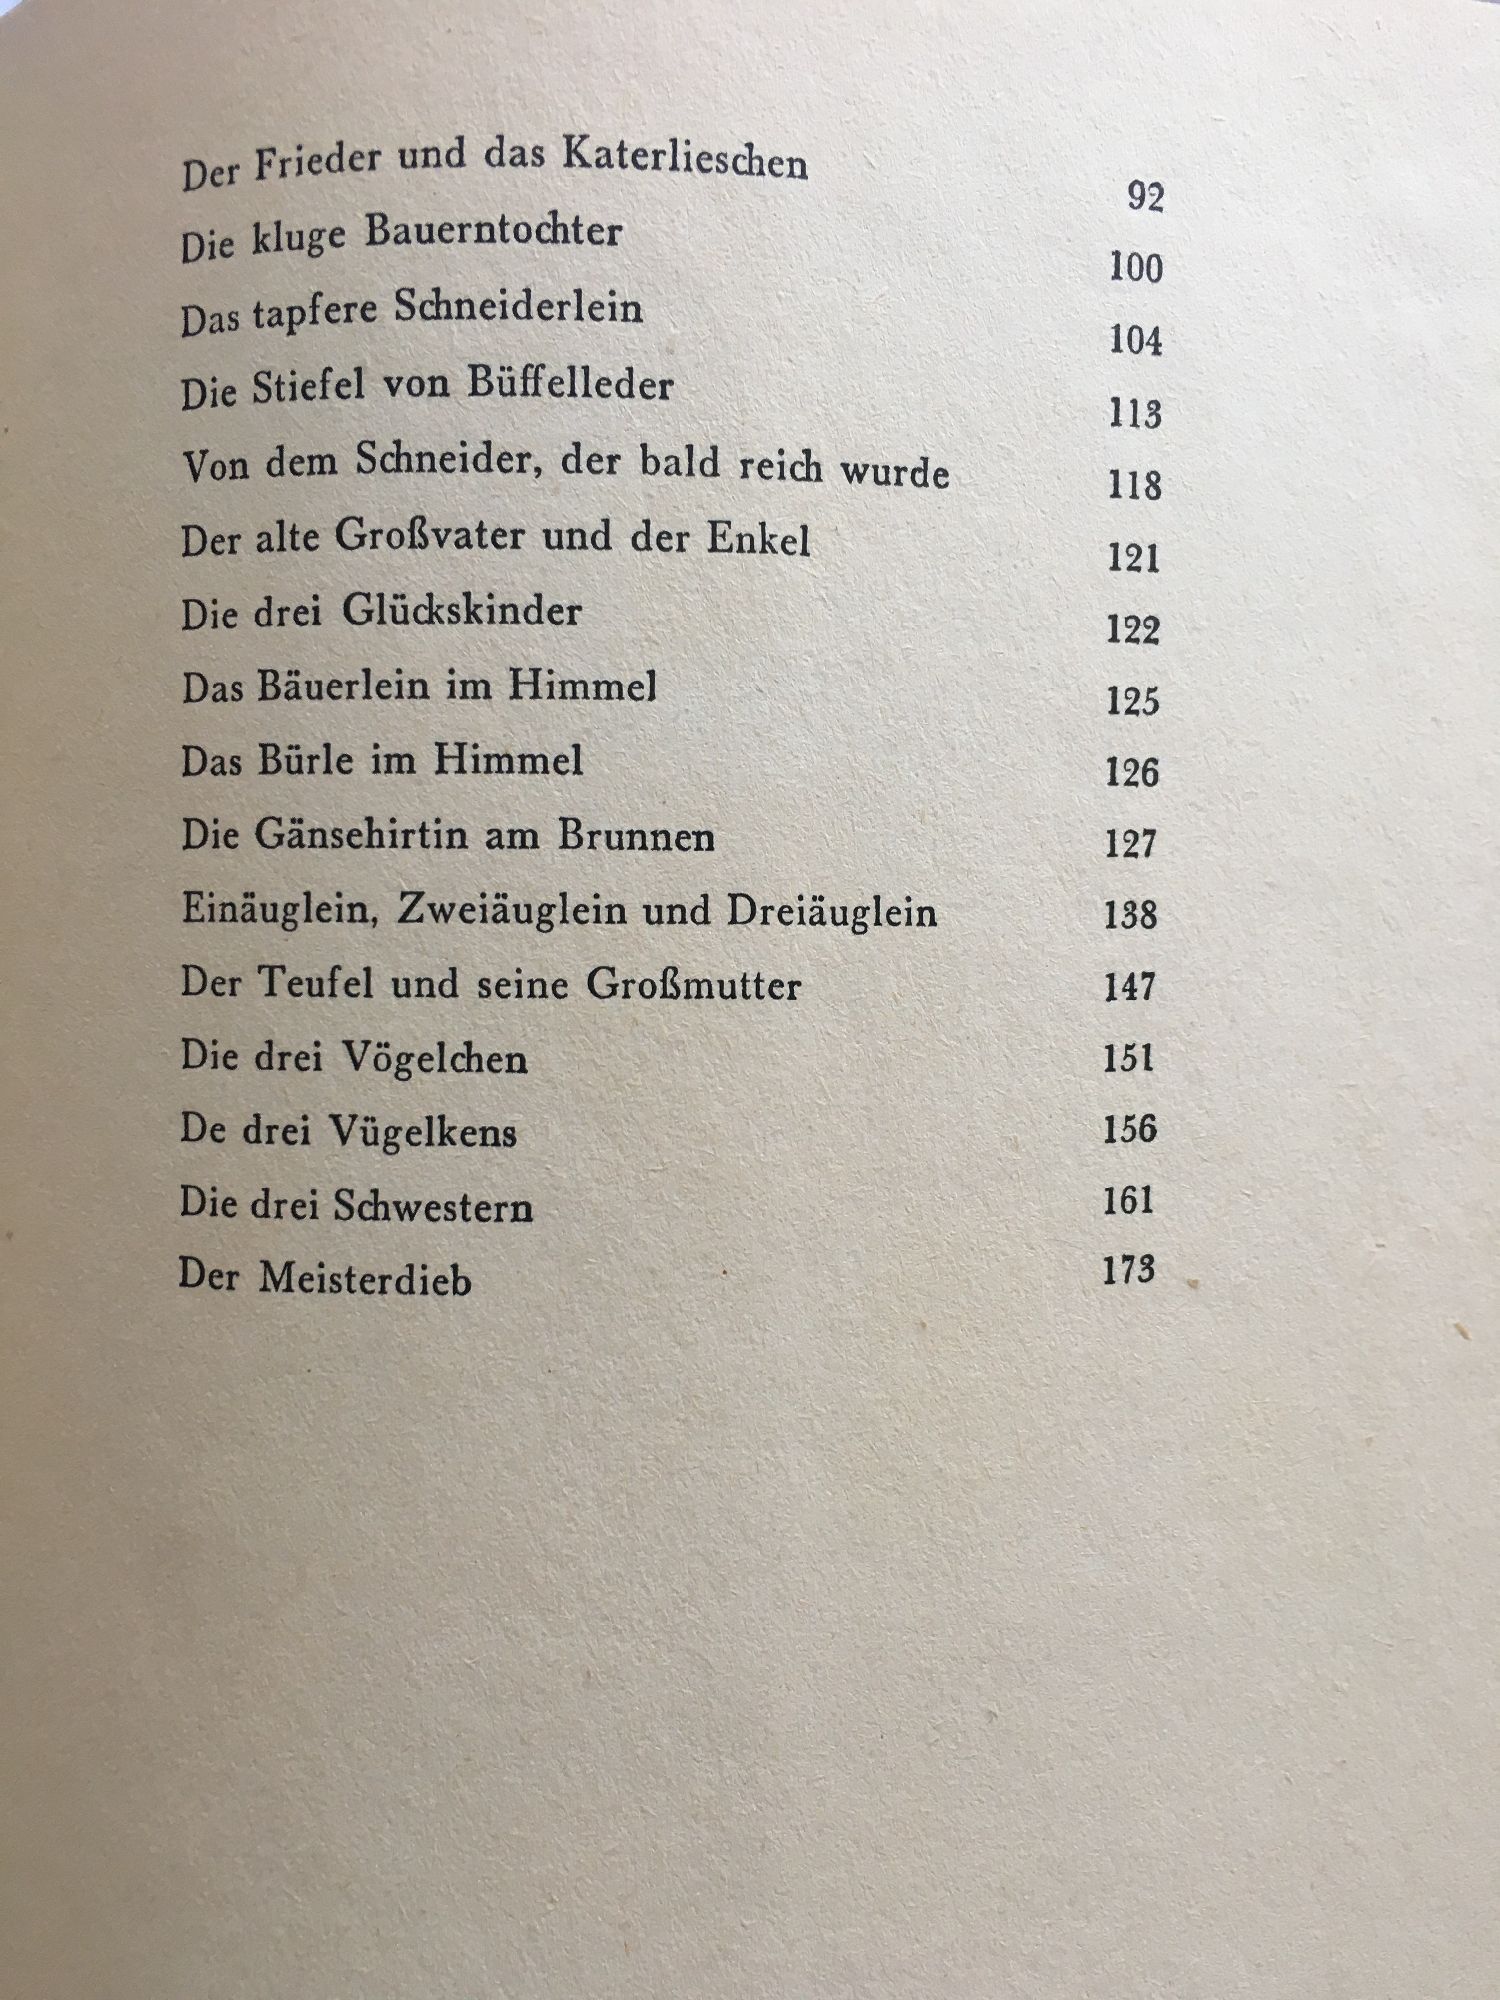 Der Frieder und das Katerlieschen 92
Die kluge Bauerntochter 100
Das tapfere Schneiderlein 104
Die Stiefel von Büffelleder 113
Von dem Schneider, der bald reich wurde 118
Der alte Großvater und der Enkel 121
Die drei Glückskinder 122
Das Bäuerlein im Himmel 125
Das Bürle im Himmel 126
Die Gänsehirtin am Brunnen 127
Einäuglein, Zweiäuglein und Dreiäuglein 138
Der Teufel und seine Großmutter 147
Die drei Vögelchen 151
De drei Vügelkens 156
Die drei Schwestern 161
Der Meisterdieb 173